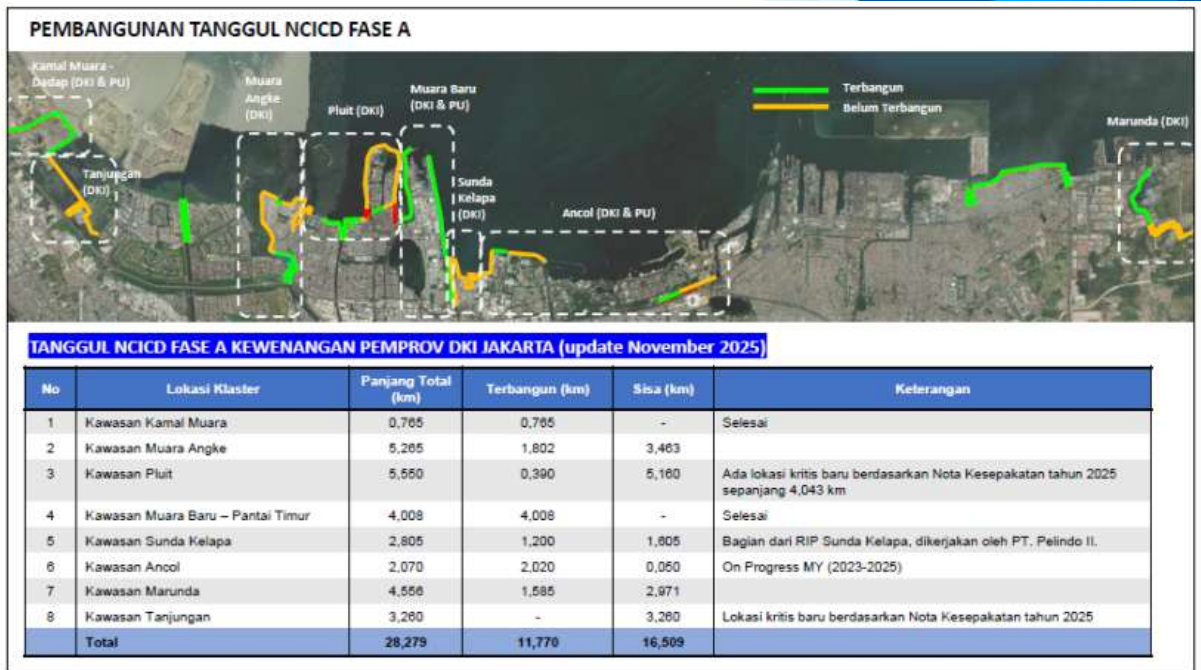 PEMBANGUNAN TANGGUL NCICD FASE A
Kamal Muara -
Dadap (DKI & PU)
Muara
Angke
(DKI)
Pluit (DKI)
Muara Baru
(DKI & PU)
Terbangun
Belum Terbangun
Marunda (DKI)
Tanjungan
(DKI)
Sunda
Kelapa
(DKI)
Ancol (DKI & PU)
TANGGUL NCICD FASE A KEWENANGAN PEMPROV DKI JAKARTA (update November 2025)
No Lokasi Klaster Panjang Total (km) Terbangun (km) Sisa (km) Keterangan
1 Kawasan Kamal Muara 0,765 0,765 - Selesai
2 Kawasan Muara Angke 5,265 1,802 3,463
3 Kawasan Pluit 5,550 0,390 5,160 Ada lokasi kritis baru berdasarkan Nota Kesepakatan tahun 2025
sepanjang 4,043 km
4 Kawasan Muara Baru – Pantai Timur 4,008 4,008 - Selesai
5 Kawasan Sunda Kelapa 2,805 1,200 1,605 Bagian dari RIP Sunda Kelapa, dikerjakan oleh PT. Pelindo II.
6 Kawasan Ancol 2,070 2,020 0,050 On Progress MY (2023-2025)
7 Kawasan Marunda 4,556 1,585 2,971
8 Kawasan Tanjungan 3,260 - 3,260 Lokasi kritis baru berdasarkan Nota Kesepakatan tahun 2025
Total 28,279 11,770 16,509